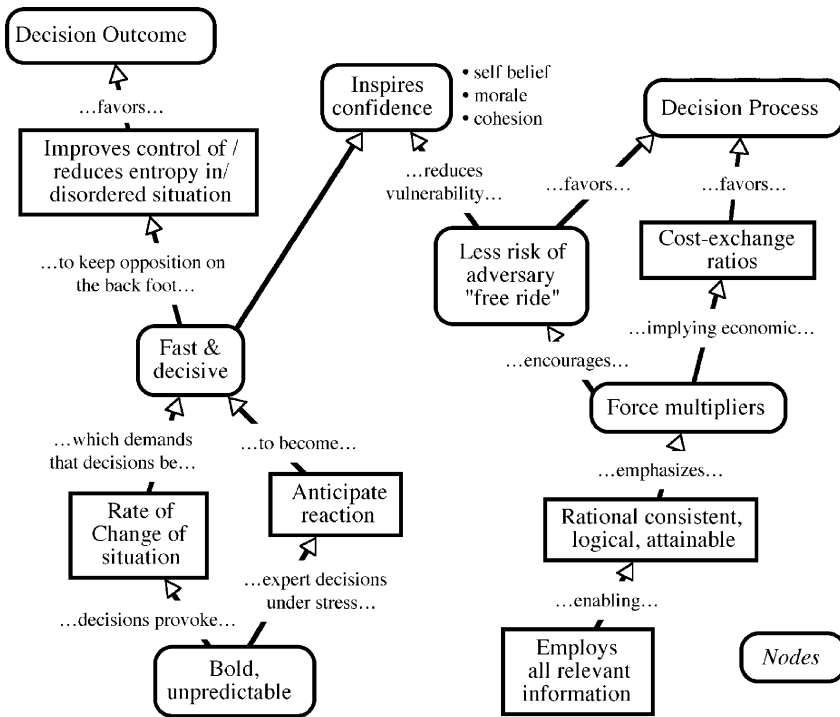 Decision Outcome
…favors…
Improves control of /
reduces entropy in/
disordered situation
…to keep opposition on
the back foot…
Fast &
decisive
…which demands
that decisions be…
…to become…
Rate of
Change of
situation
Anticipate
reaction
…decisions provoke…
…expert decisions
under stress…
Bold,
unpredictable
Inspires
confidence
• self belief
• morale
• cohesion
…reduces
vulnerability…
Less risk of
adversary
"free ride"
…encourages…
Decision Process
…favors…
…favors…
Cost-exchange
ratios
…implying economic…
Force multipliers
…emphasizes…
Rational consistent,
logical, attainable
…enabling…
Employs
all relevant
information
Nodes